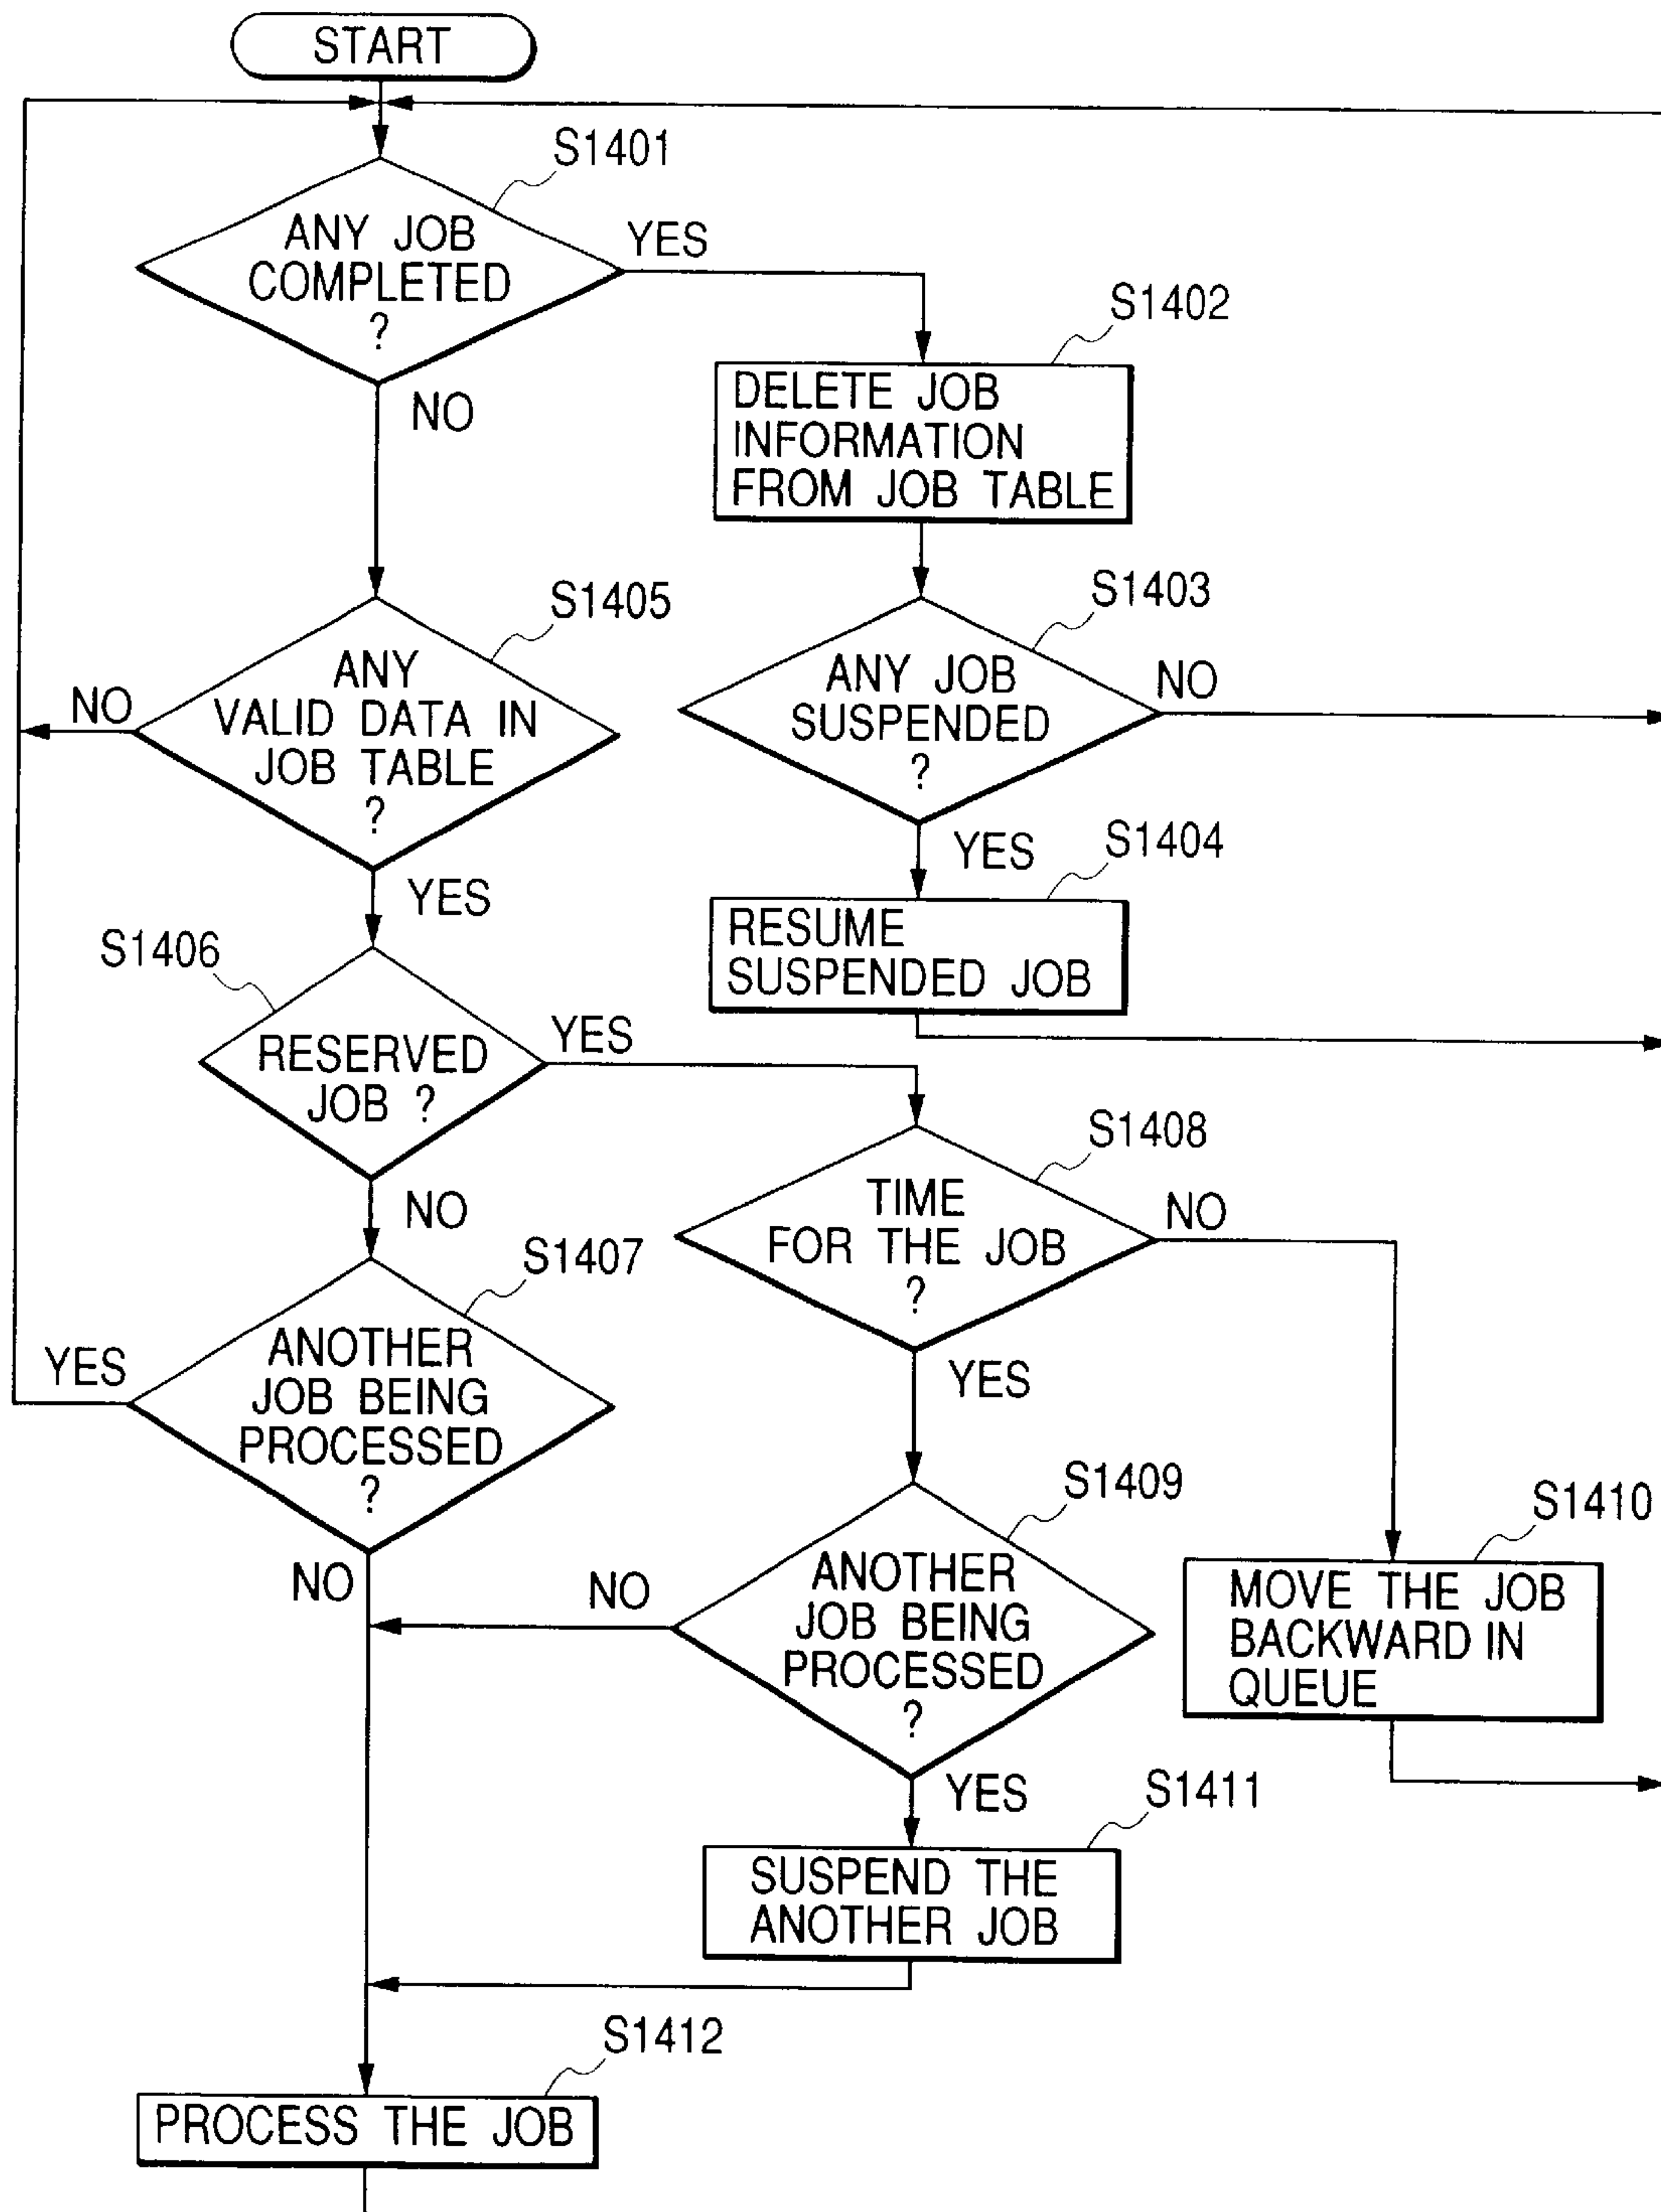 START
S1401
ANY JOB
COMPLETED
?
YES
NO
S1402
DELETE JOB
INFORMATION
FROM JOB TABLE
S1403
ANY JOB
SUSPENDED
?
NO
YES
S1404
RESUME
SUSPENDED JOB
S1405
ANY
VALID DATA IN
JOB TABLE
?
NO
YES
S1406
RESERVED
JOB ?
YES
NO
S1407
ANOTHER
JOB BEING
PROCESSED
?
YES
NO
S1408
TIME
FOR THE JOB
?
NO
YES
S1409
ANOTHER
JOB BEING
PROCESSED
?
NO
YES
S1410
MOVE THE JOB
BACKWARD IN
QUEUE
S1411
SUSPEND THE
ANOTHER JOB
S1412
PROCESS THE JOB